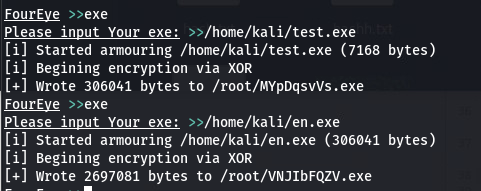 FourEye >>exe
Please input Your exe: >>/home/kali/test.exe
[i] Started armouring /home/kali/test.exe (7168 bytes)
[i] Begining encryption via XOR
[+] Wrote 306041 bytes to /root/MYpDqsvVs.exe
FourEye >>exe
Please input Your exe: >>/home/kali/en.exe
[i] Started armouring /home/kali/en.exe (306041 bytes)
[i] Begining encryption via XOR
[+] Wrote 2697081 bytes to /root/VNJIbFQZV.exe
FourEye >>